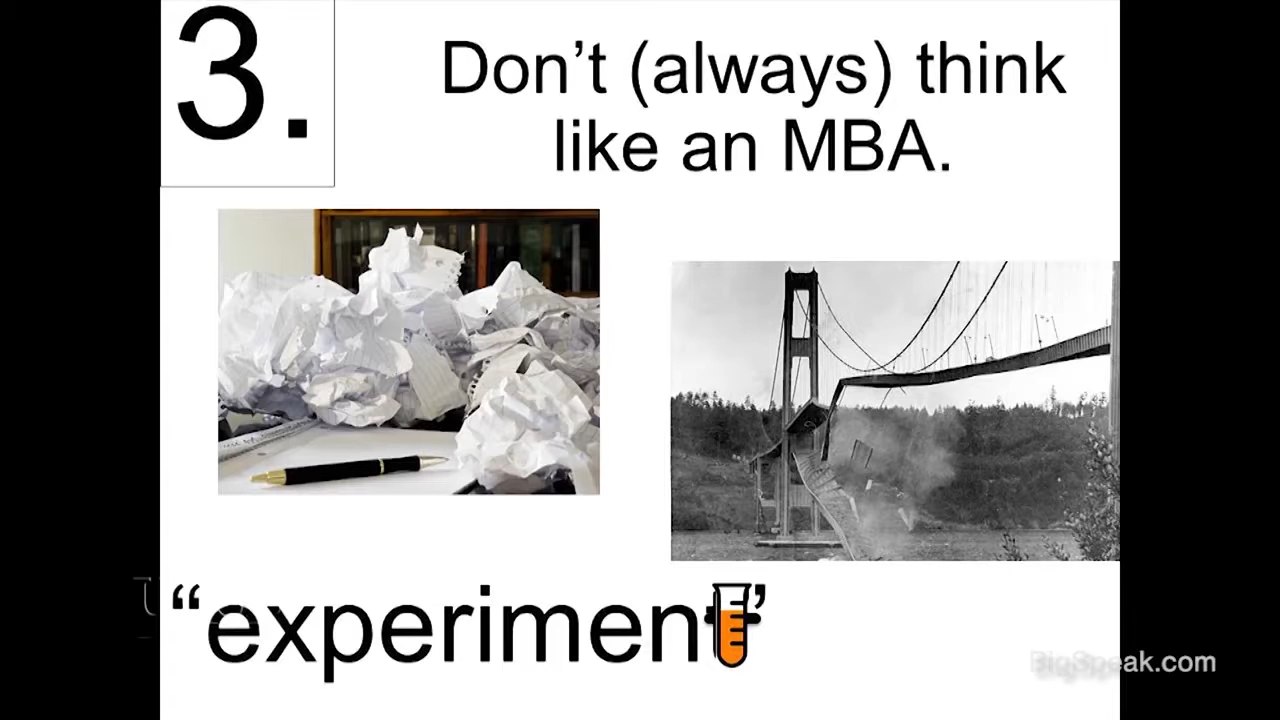 3.
Don’t (always) think
like an MBA.
“experiment”
BigSpeak.com